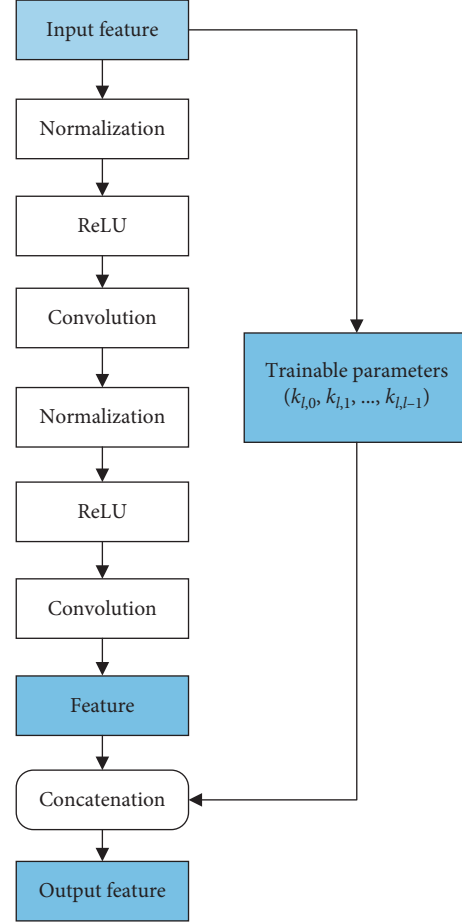 Input feature
Normalization
ReLU
Convolution
Normalization
ReLU
Convolution
Feature
Concatenation
Output feature
Trainable parameters
(k_{l,0}, k_{l,1}, ..., k_{l,l–1})